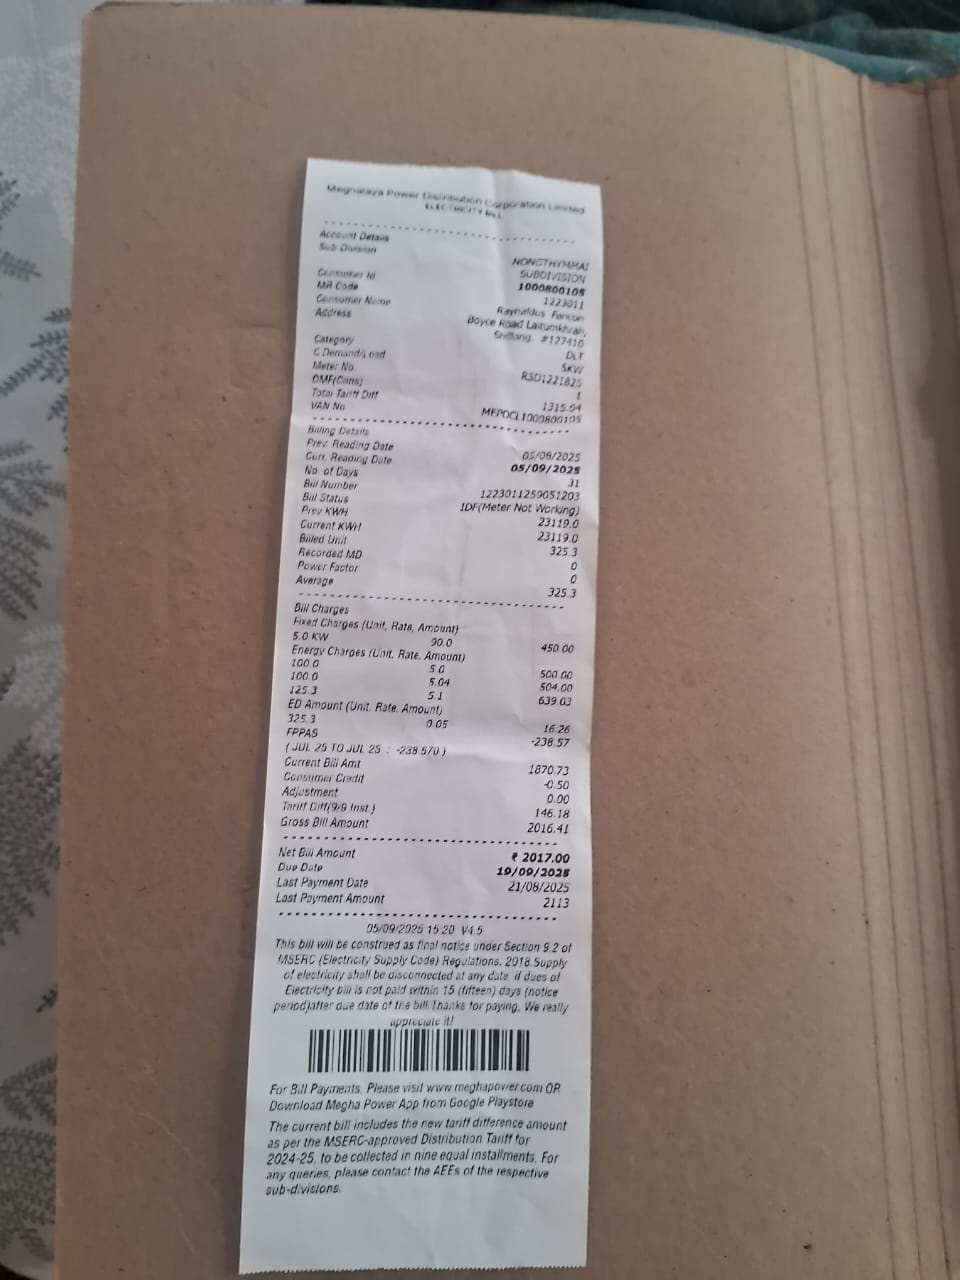 Meghalaya Power Distribution Corporation Limited
ELECTRICITY BILL
Account Details
Sub-Division NONGTHYMMAI
SUBDIVISION
Consumer Id 1000800105
MR Code 1223011
Consumer Name Raynaldus Fancon
Address Boyce Road Laitumkhran,
Shillong. #127410
Category DLT
C.Demand/Load 5KW
Meter No. RSD1221825
OMF(Cons) 1
Total Tariff Diff 1315.64
VAN No. MEPDCL1000800105
Billing Details
Prev. Reading Date 05/08/2025
Curr. Reading Date 05/09/2025
No. of Days 31
Bill Number 1223011259051203
Bill Status IDF(Meter Not Working)
Prev KWH 23119.0
Current KWH 23119.0
Billed Unit 325.3
Recorded MD 0
Power Factor 0
Average 325.3
Bill Charges
Fixed Charges (Unit, Rate, Amount)
5.0 KW 90.0 450.00
Energy Charges (Unit, Rate, Amount)
100.0 5.0 500.00
100.0 5.04 504.00
125.3 5.1 639.03
ED Amount (Unit, Rate, Amount)
325.3 0.05 16.26
FPPAS -238.57
( JUL 25 TO JUL 25 : -238.570 )
Current Bill Amt 1870.73
Consumer Credit -0.50
Adjustment 0.00
Tariff Diff(9/9 Inst.) 146.18
Gross Bill Amount 2016.41
Net Bill Amount ₹ 2017.00
Due Date 19/09/2025
Last Payment Date 21/08/2025
Last Payment Amount 2113
05/09/2025 15:20 V4.5
This bill will be construed as final notice under Section 9.2 of
MSERC (Electricity Supply Code) Regulations, 2018.Supply
of electricity shall be disconnected at any date, if dues of
Electricity bill is not paid within 15 (fifteen) days (notice
period)after due date of the bill.Thanks for paying. We really
appreciate it!
For Bill Payments, Please visit www.meghapower.com OR
Download Megha Power App from Google Playstore
The current bill includes the new tariff difference amount
as per the MSERC-approved Distribution Tariff for
2024-25, to be collected in nine equal installments. For
any queries, please contact the AEEs of the respective
sub-divisions.